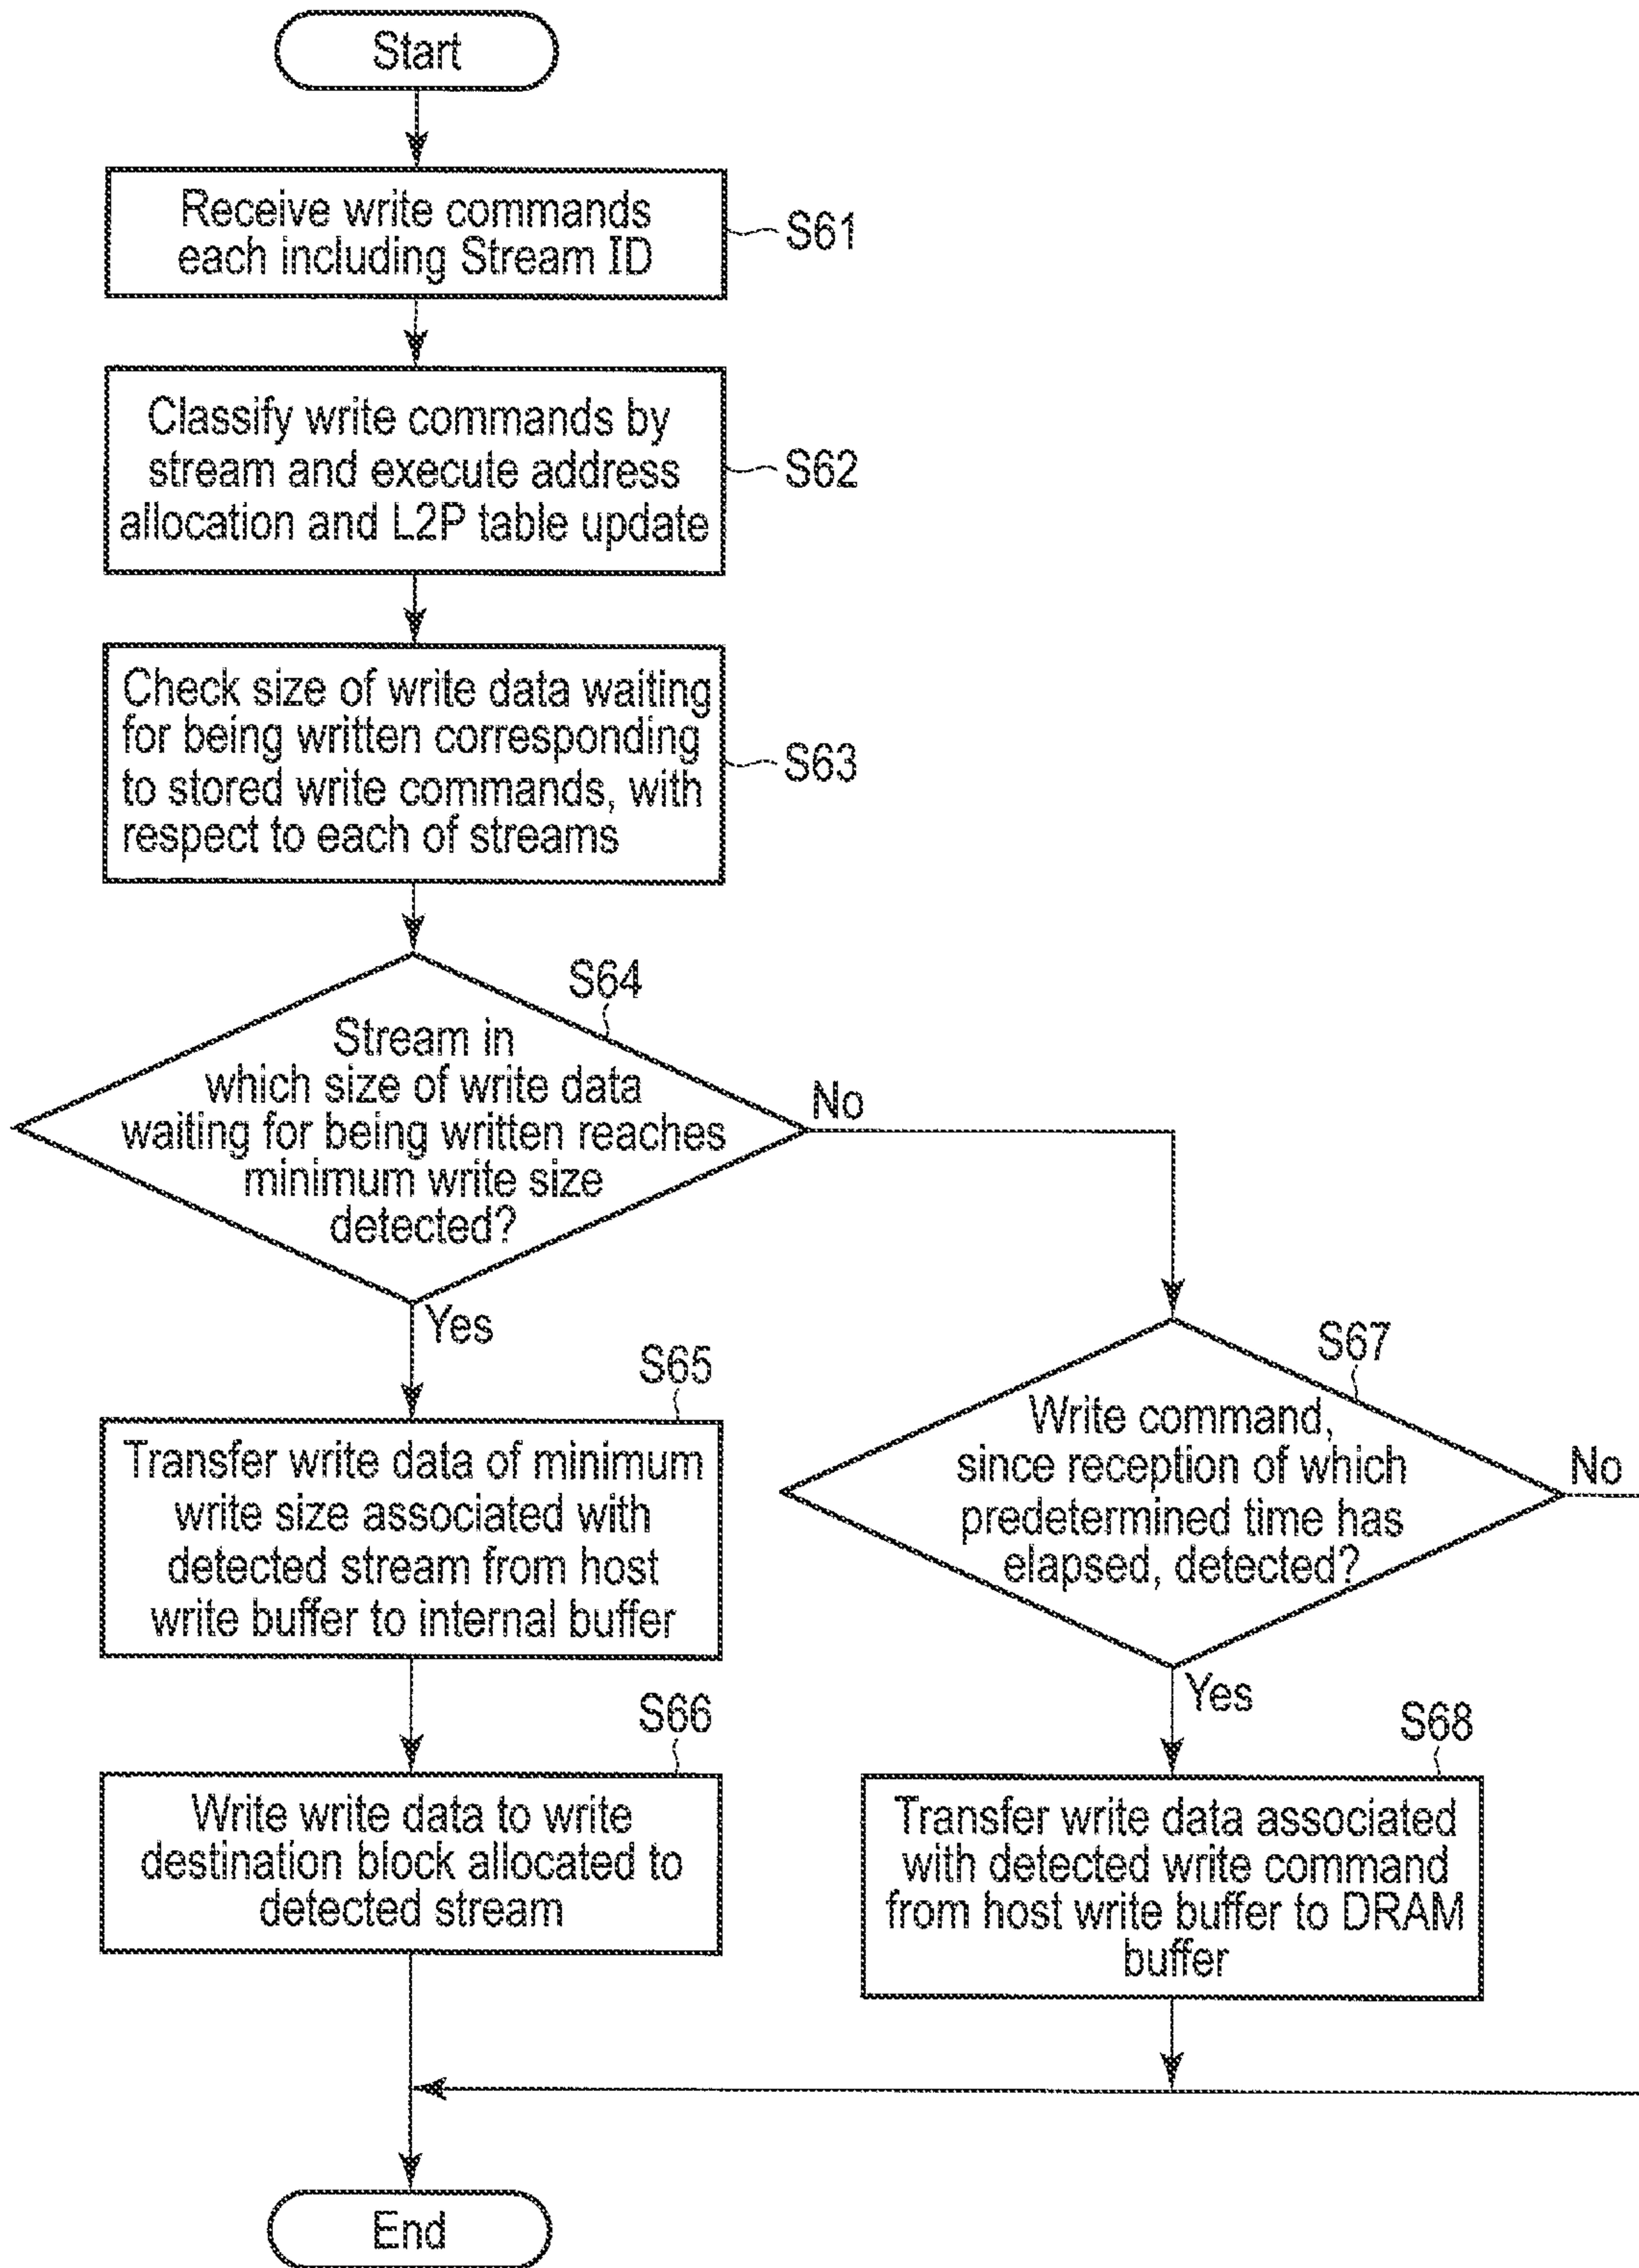 Start
Receive write commands
each including Stream ID
S61
Classify write commands by
stream and execute address
allocation and L2P table update
S62
Check size of write data waiting
for being written corresponding
to stored write commands, with
respect to each of streams
S63
S64
Stream in
which size of write data
waiting for being written reaches
minimum write size
detected?
No
Yes
S65
Transfer write data of minimum
write size associated with
detected stream from host
write buffer to internal buffer
S66
Write write data to write
destination block allocated to
detected stream
S67
Write command,
since reception of which
predetermined time has
elapsed, detected?
No
Yes
S68
Transfer write data associated
with detected write command
from host write buffer to DRAM
buffer
End